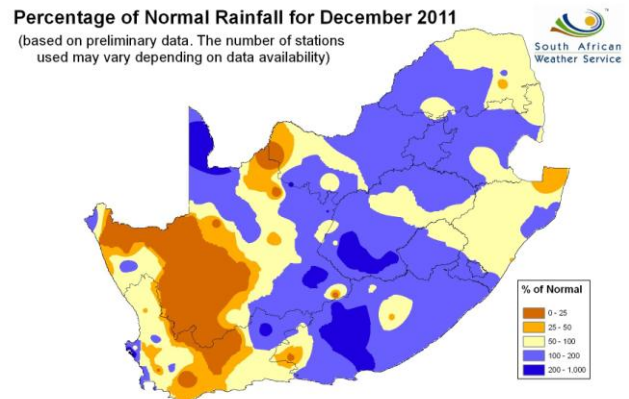 Percentage of Normal Rainfall for December 2011
(based on preliminary data. The number of stations
used may vary depending on data availability)
South African
Weather Service
% of Normal
0 - 25
25 - 50
50 - 100
100 - 200
200 - 1,000